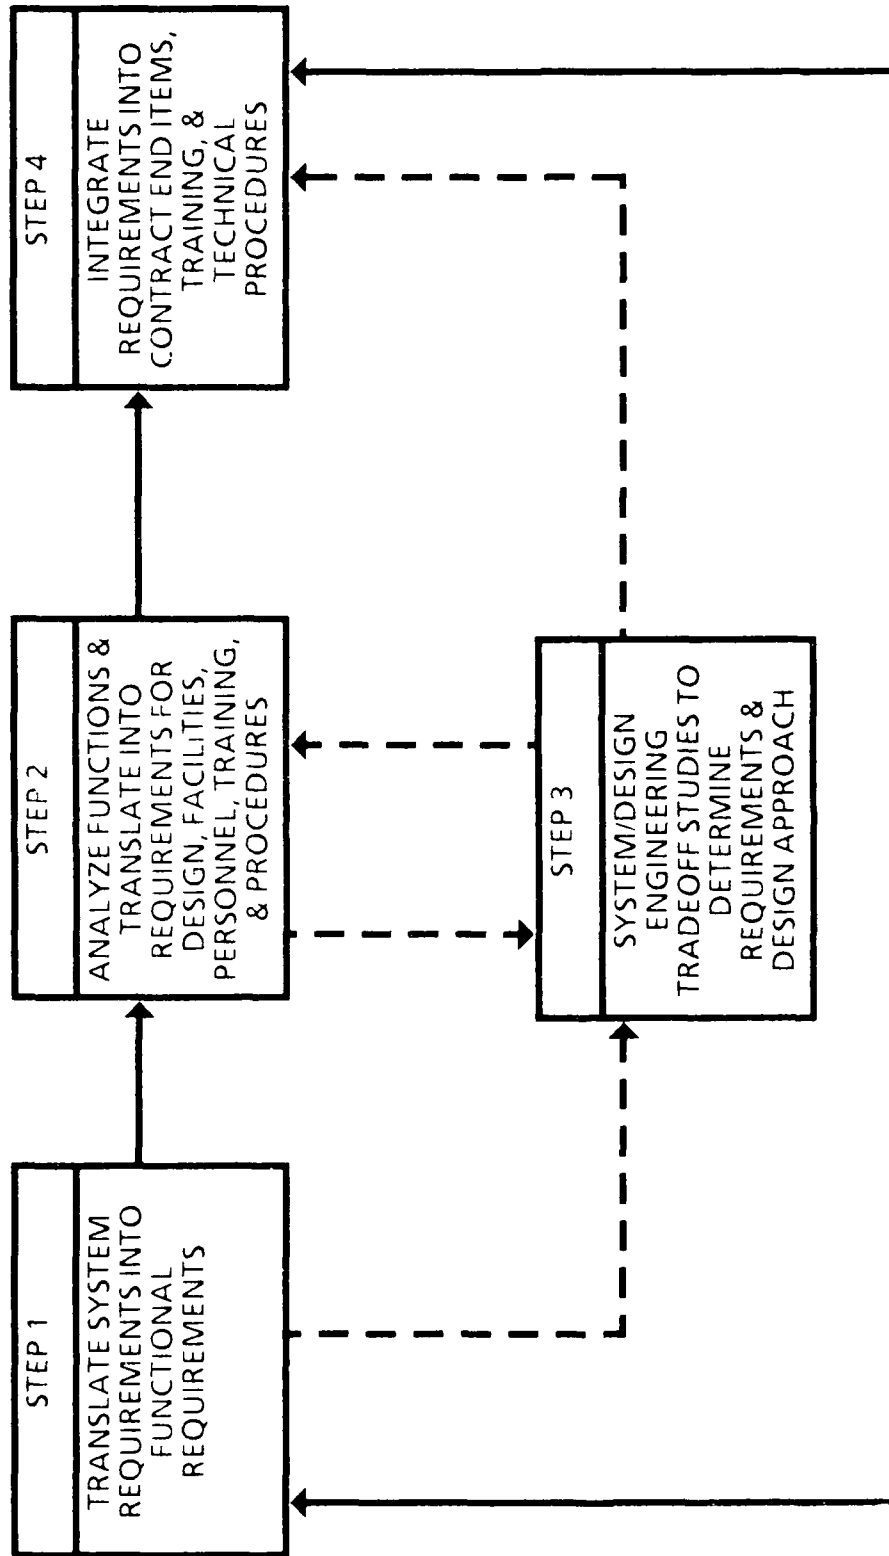 STEP 1
TRANSLATE SYSTEM
REQUIREMENTS INTO
FUNCTIONAL
REQUIREMENTS
STEP 2
ANALYZE FUNCTIONS &
TRANSLATE INTO
REQUIREMENTS FOR
DESIGN, FACILITIES,
PERSONNEL, TRAINING,
& PROCEDURES
STEP 3
SYSTEM/DESIGN
ENGINEERING
TRADEOFF STUDIES TO
DETERMINE
REQUIREMENTS &
DESIGN APPROACH
STEP 4
INTEGRATE
REQUIREMENTS INTO
CONTRACT END ITEMS,
TRAINING, &
TECHNICAL
PROCEDURES